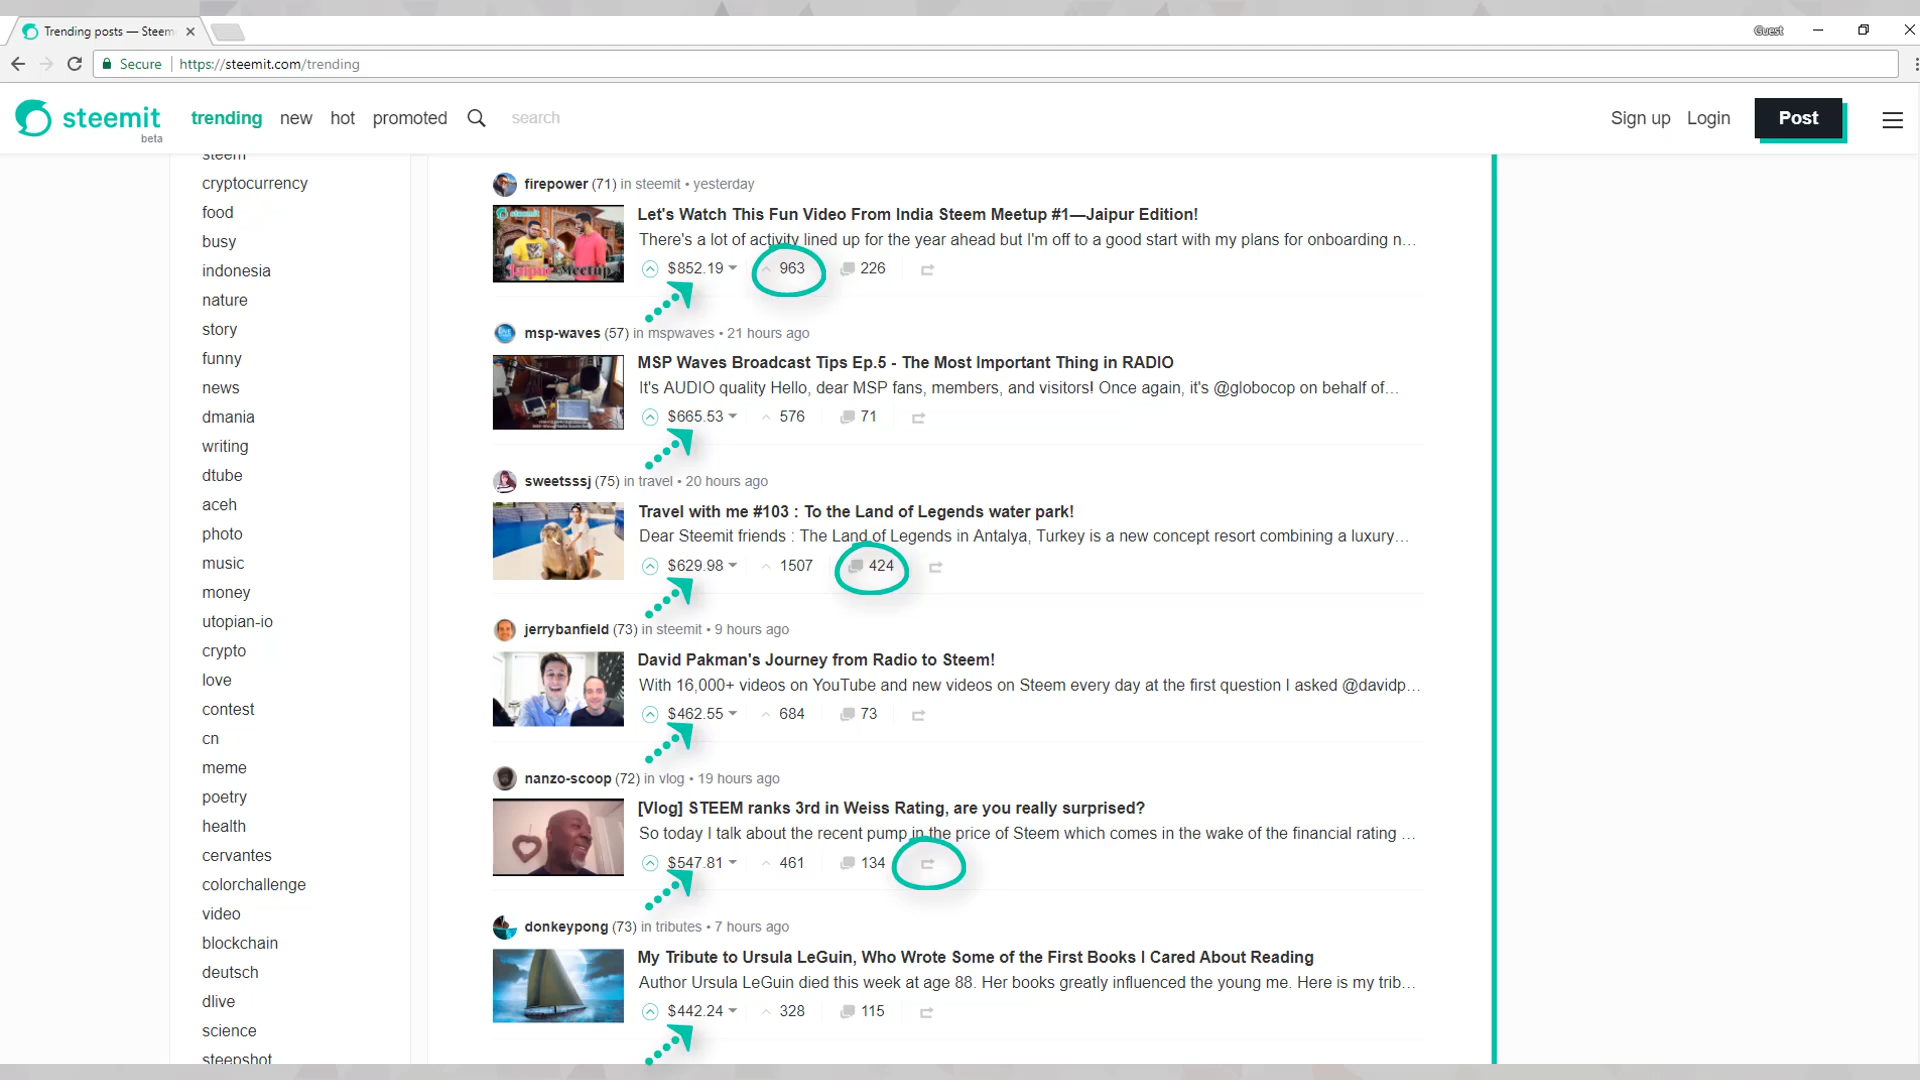 Trending posts — Steem
Guest
Secure
https://steemit.com/trending
steemit
beta
trending
new
hot
promoted
search
Sign up
Login
Post
steem
cryptocurrency
food
busy
indonesia
nature
story
funny
news
dmania
writing
dtube
aceh
photo
music
money
utopian-io
crypto
love
contest
cn
meme
poetry
health
cervantes
colorchallenge
video
blockchain
deutsch
dlive
science
steepshot
firepower (71) in steemit • yesterday
steemit
Jaipur Meetup
Let's Watch This Fun Video From India Steem Meetup #1—Jaipur Edition!
There's a lot of activity lined up for the year ahead but I'm off to a good start with my plans for onboarding n...
$852.19 963 226
msp-waves (57) in mspwaves • 21 hours ago
MSP Waves Broadcast Tips Ep.5 - The Most Important Thing in RADIO
It's AUDIO quality Hello, dear MSP fans, members, and visitors! Once again, it's @globocop on behalf of...
$665.53 576 71
sweetsssj (75) in travel • 20 hours ago
Travel with me #103 : To the Land of Legends water park!
Dear Steemit friends : The Land of Legends in Antalya, Turkey is a new concept resort combining a luxury...
$629.98 1507 424
jerrybanfield (73) in steemit • 9 hours ago
David Pakman's Journey from Radio to Steem!
With 16,000+ videos on YouTube and new videos on Steem every day at the first question I asked @davidp...
$462.55 684 73
nanzo-scoop (72) in vlog • 19 hours ago
[Vlog] STEEM ranks 3rd in Weiss Rating, are you really surprised?
So today I talk about the recent pump in the price of Steem which comes in the wake of the financial rating ...
$547.81 461 134
donkeypong (73) in tributes • 7 hours ago
My Tribute to Ursula LeGuin, Who Wrote Some of the First Books I Cared About Reading
Author Ursula LeGuin died this week at age 88. Her books greatly influenced the young me. Here is my trib...
$442.24 328 115